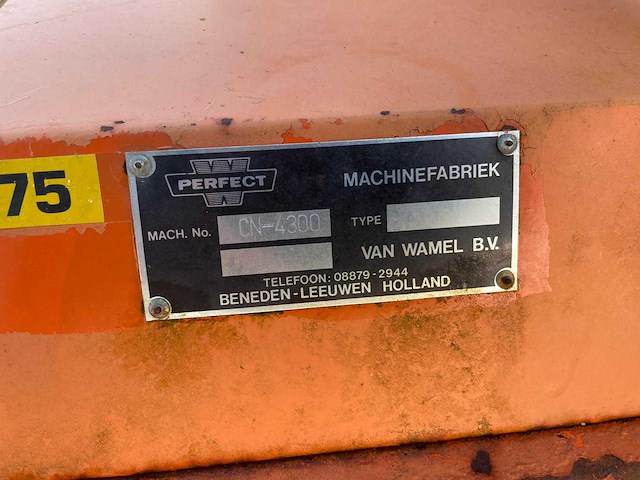 75
PERFECT
MACHINEFABRIEK
MACH. No. CN-4300 TYPE
VAN WAMEL B.V.
TELEFOON: 08879-2944
BENEDEN-LEEUWEN HOLLAND